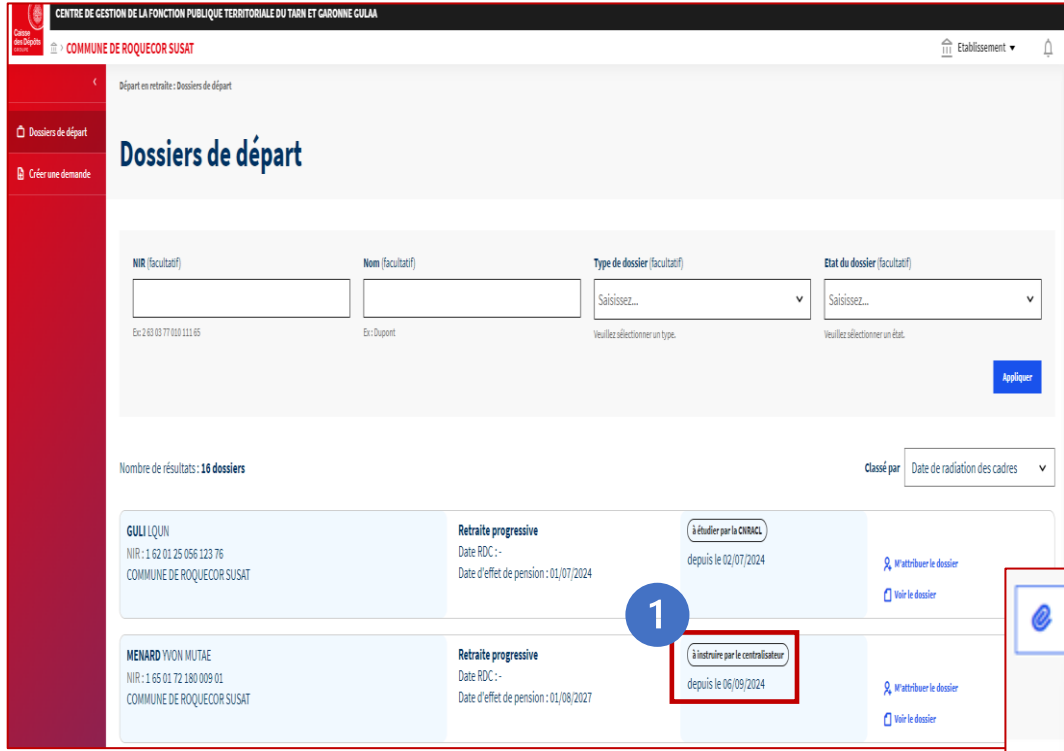 CENTRE DE GESTION DE LA FONCTION PUBLIQUE TERRITORIALE DU TARN ET GARONNE GULAA
Caisse
des Dépôts
COMMUNE DE ROQUECOR SUSAT
Etablissement
Départ en retraite : Dossiers de départ
Dossiers de départ
Créer une demande
Dossiers de départ
NIR (facultatif)
Nom (facultatif)
Type de dossier (facultatif)
Etat du dossier (facultatif)
Saisissez...
Saisissez...
Ex: 2 63 03 77 010 111 65
Ex : Dupont
Veuillez sélectionner un type.
Veuillez sélectionner un état.
Appliquer
Nombre de résultats : 16 dossiers
Classé par
Date de radiation des cadres
GULI LQUN
NIR : 1 62 01 25 056 123 76
COMMUNE DE ROQUECOR SUSAT
Retraite progressive
Date RDC : -
Date d'effet de pension : 01/07/2024
à étudier par la CNRACL
depuis le 02/07/2024
M'attribuer le dossier
Voir le dossier
1
MENARD YVON MUTAE
NIR : 1 65 01 72 180 009 01
COMMUNE DE ROQUECOR SUSAT
Retraite progressive
Date RDC : -
Date d'effet de pension : 01/08/2027
à instruire par le centralisateur
depuis le 06/09/2024
M'attribuer le dossier
Voir le dossier